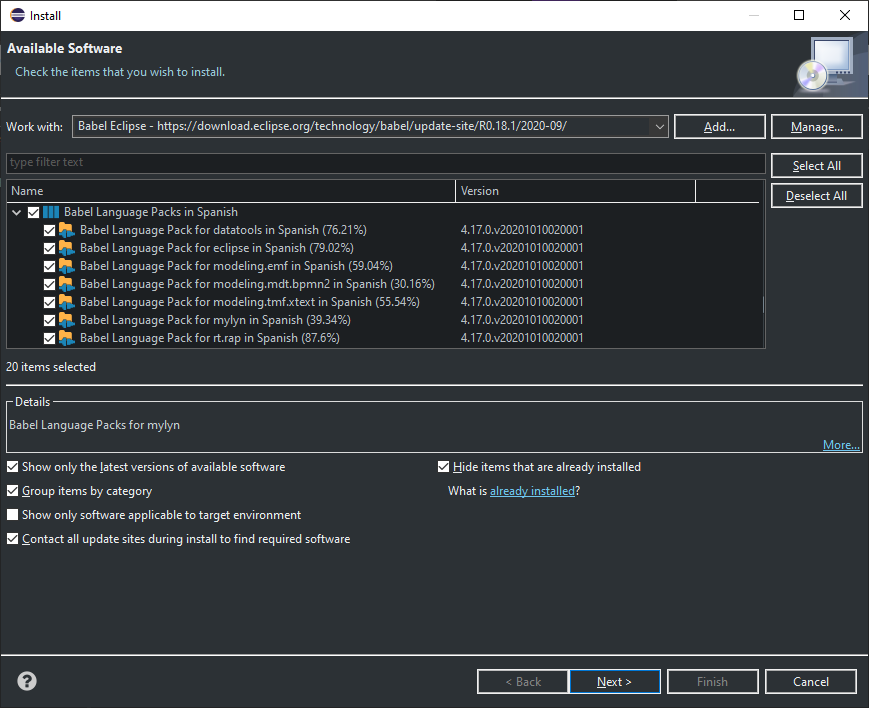 Install
Available Software
Check the items that you wish to install.
Work with: Babel Eclipse - https://download.eclipse.org/technology/babel/update-site/R0.18.1/2020-09/ Add... Manage...
type filter text Select All
Name Version Deselect All
Babel Language Packs in Spanish
Babel Language Pack for datatools in Spanish (76.21%) 4.17.0.v20201010020001
Babel Language Pack for eclipse in Spanish (79.02%) 4.17.0.v20201010020001
Babel Language Pack for modeling.emf in Spanish (59.04%) 4.17.0.v20201010020001
Babel Language Pack for modeling.mdt.bpmn2 in Spanish (30.16%) 4.17.0.v20201010020001
Babel Language Pack for modeling.tmf.xtext in Spanish (55.54%) 4.17.0.v20201010020001
Babel Language Pack for mylyn in Spanish (39.34%) 4.17.0.v20201010020001
Babel Language Pack for rt.rap in Spanish (87.6%) 4.17.0.v20201010020001
20 items selected
Details
Babel Language Packs for mylyn
More...
Show only the latest versions of available software Hide items that are already installed
Group items by category What is already installed?
Show only software applicable to target environment
Contact all update sites during install to find required software
? < Back Next > Finish Cancel